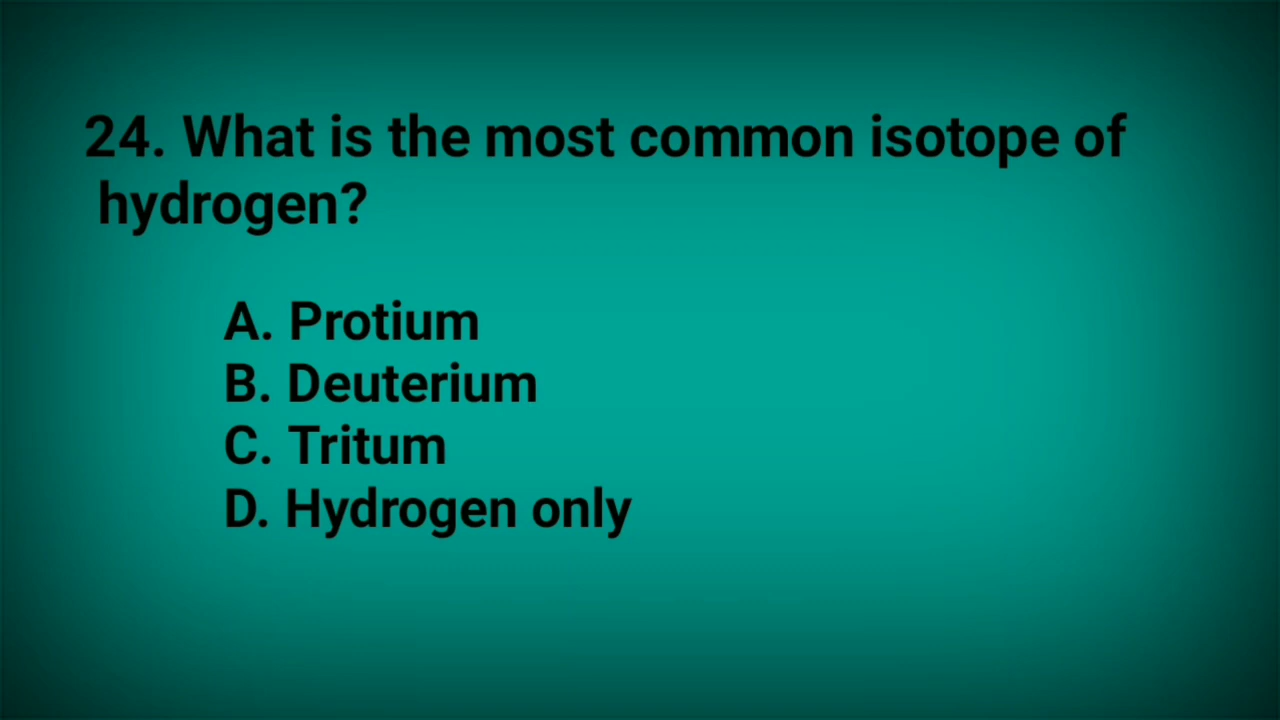 24. What is the most common isotope of
hydrogen?
A. Protium
B. Deuterium
C. Tritum
D. Hydrogen only